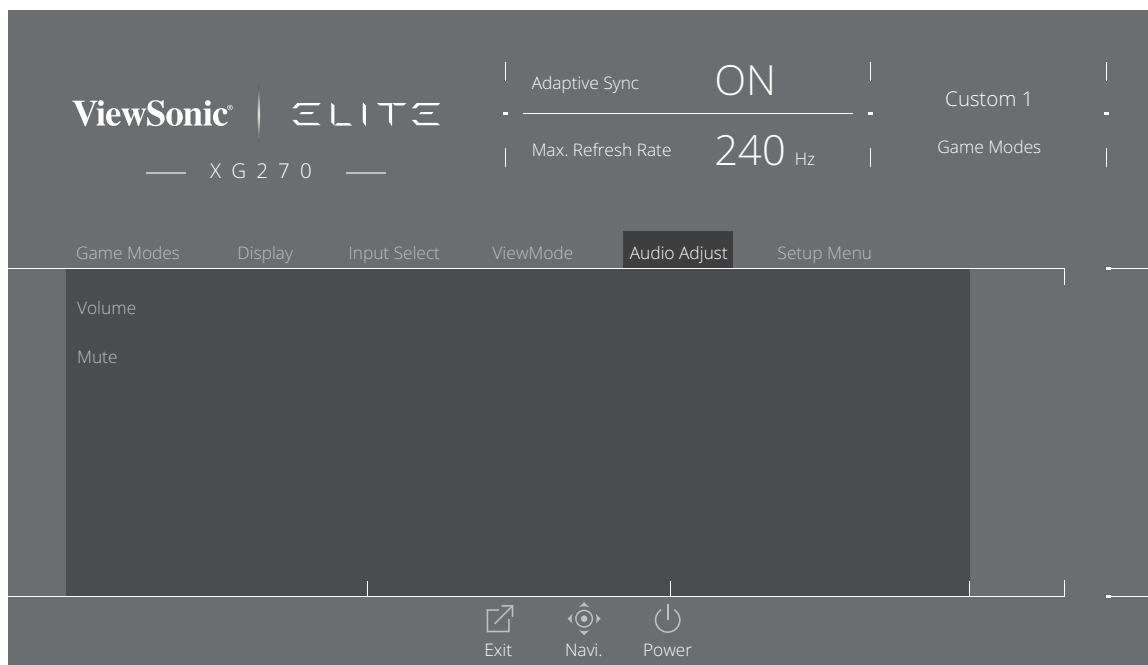 ViewSonic® | ELITE
XG270
Adaptive Sync ON
Max. Refresh Rate 240 Hz
Custom 1
Game Modes
Game Modes Display Input Select ViewMode Audio Adjust Setup Menu
Volume
Mute
Exit Navi. Power